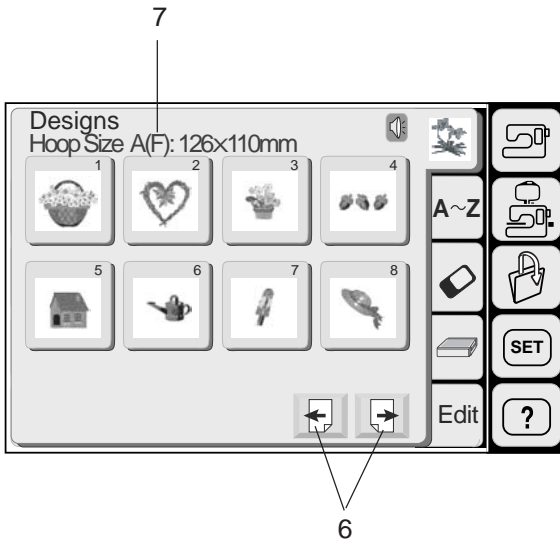 7
Designs
Hoop Size A(F): 126×110mm
1 2 3 4
A~Z
5 6 7 8
SET
Edit
?
6